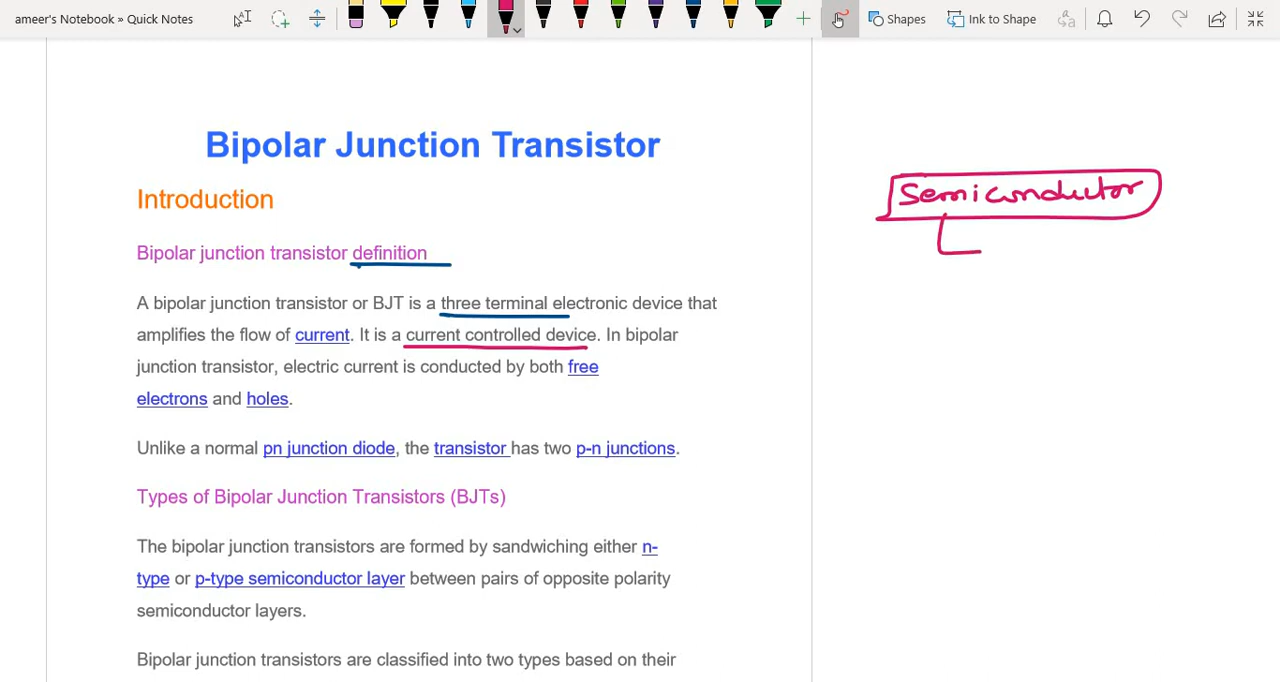 ameer's Notebook » Quick Notes
Shapes
Ink to Shape
Bipolar Junction Transistor
Introduction
Semiconductor
Bipolar junction transistor definition
A bipolar junction transistor or BJT is a three terminal electronic device that
amplifies the flow of current. It is a current controlled device. In bipolar
junction transistor, electric current is conducted by both free
electrons and holes.
Unlike a normal pn junction diode, the transistor has two p-n junctions.
Types of Bipolar Junction Transistors (BJTs)
The bipolar junction transistors are formed by sandwiching either n-
type or p-type semiconductor layer between pairs of opposite polarity
semiconductor layers.
Bipolar junction transistors are classified into two types based on their